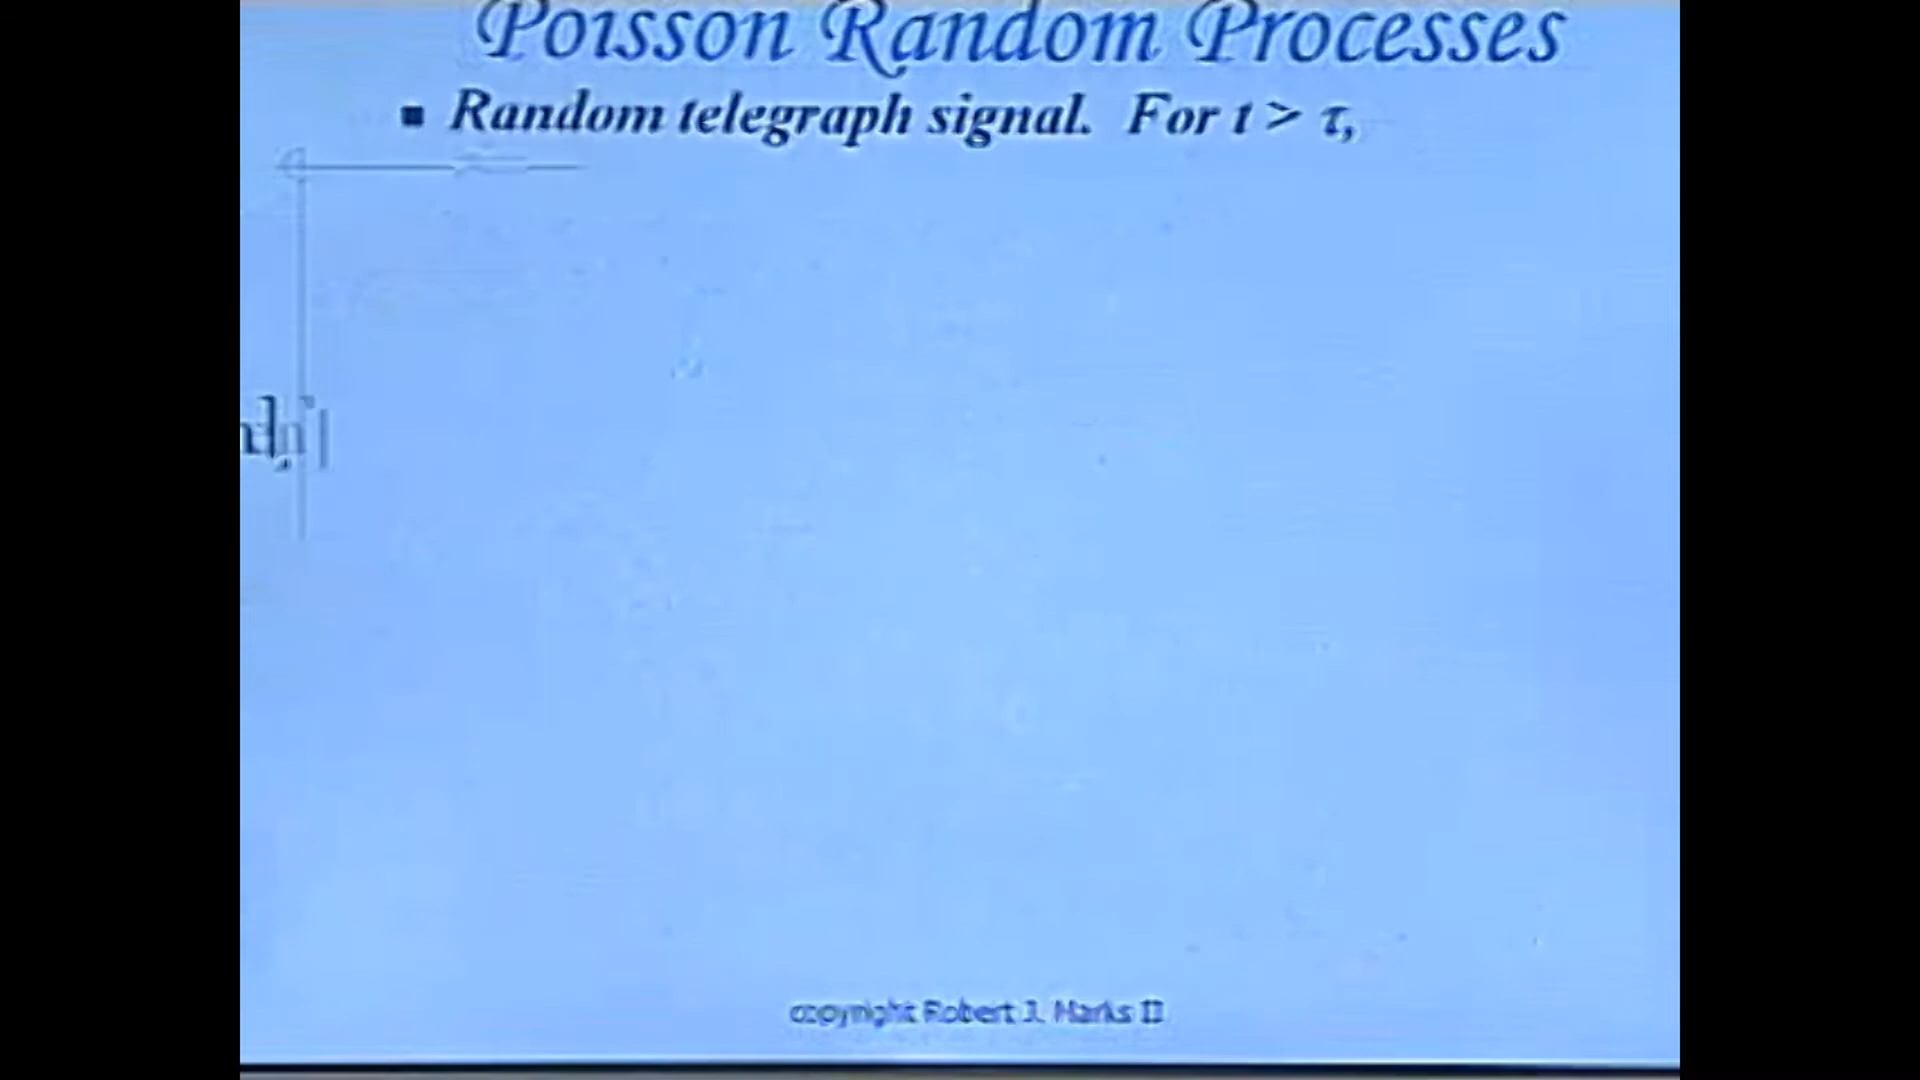 Poisson Random Processes
▪ Random telegraph signal. For t > τ,
copyright Robert J. Marks II